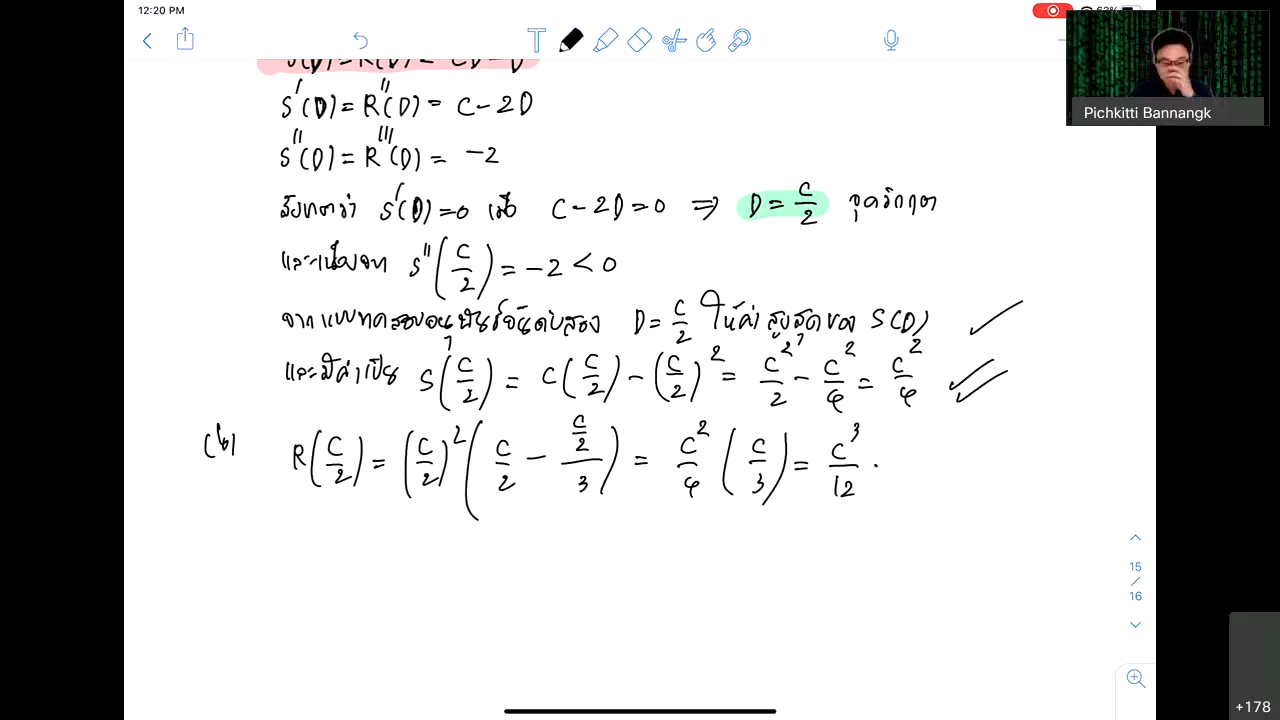 12:20 PM
63%
Pichkitti Bannangk
S'(D) = R''(D) = C - 2D
S''(D) = R'''(D) = -2
สังเกตว่า S'(D) = 0 เมื่อ C - 2D = 0 ⇒ D = C/2 จุดวิกฤต
และเนื่องจาก S''(C/2) = -2 < 0
จากแบบทดสอบอนุพันธ์อันดับสอง D = C/2 ให้ค่าสูงสุดของ S(D) ✓
และมีค่าเป็น S(C/2) = C(C/2) - (C/2)² = C²/2 - C²/4 = C²/4 ✓
(ข) R(C/2) = (C/2)² (C/2 - (C/2)/3) = C²/4 (C/3) = C³/12 .
15
/
16
+178